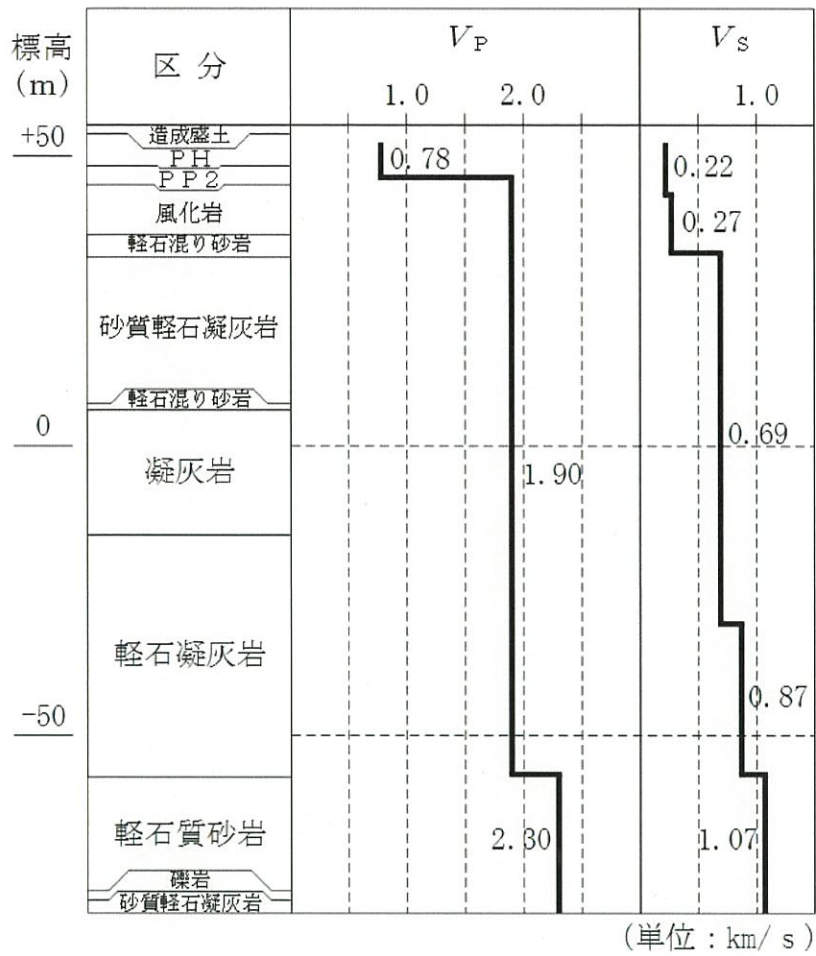 標高
(m)
区 分
VP
VS
1.0 2.0
1.0
+50
造成盛土
PH
PP2
風化岩
軽石混り砂岩
砂質軽石凝灰岩
軽石混り砂岩
0
凝灰岩
軽石凝灰岩
-50
軽石質砂岩
礫岩
砂質軽石凝灰岩
0.78
1.90
2.30
0.22
0.27
0.69
0.87
1.07
(単位：km/s)